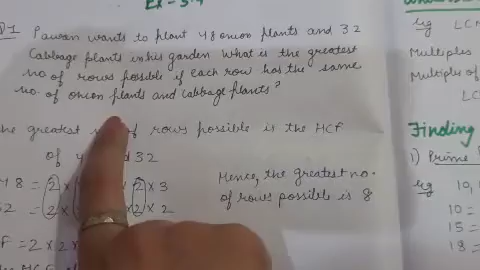 Ex - 3.4
Q1 Pawan wants to plant 48 onion plants and 32
Cabbage plants in his garden what is the greatest
no. of rows possible if each row has the same
no. of onion plants and cabbage plants?
he greatest of rows possible is the HCF
of 32
8 = 2 × 2 × 3
32 2 × 2
F = 2 × 2 ×
Hence, the greatest no.
of rows possible is 8
eg LCM
Multiples
Multiple of
LC
Finding
1) Prime
eg 10,
10 =
15 =
18 =